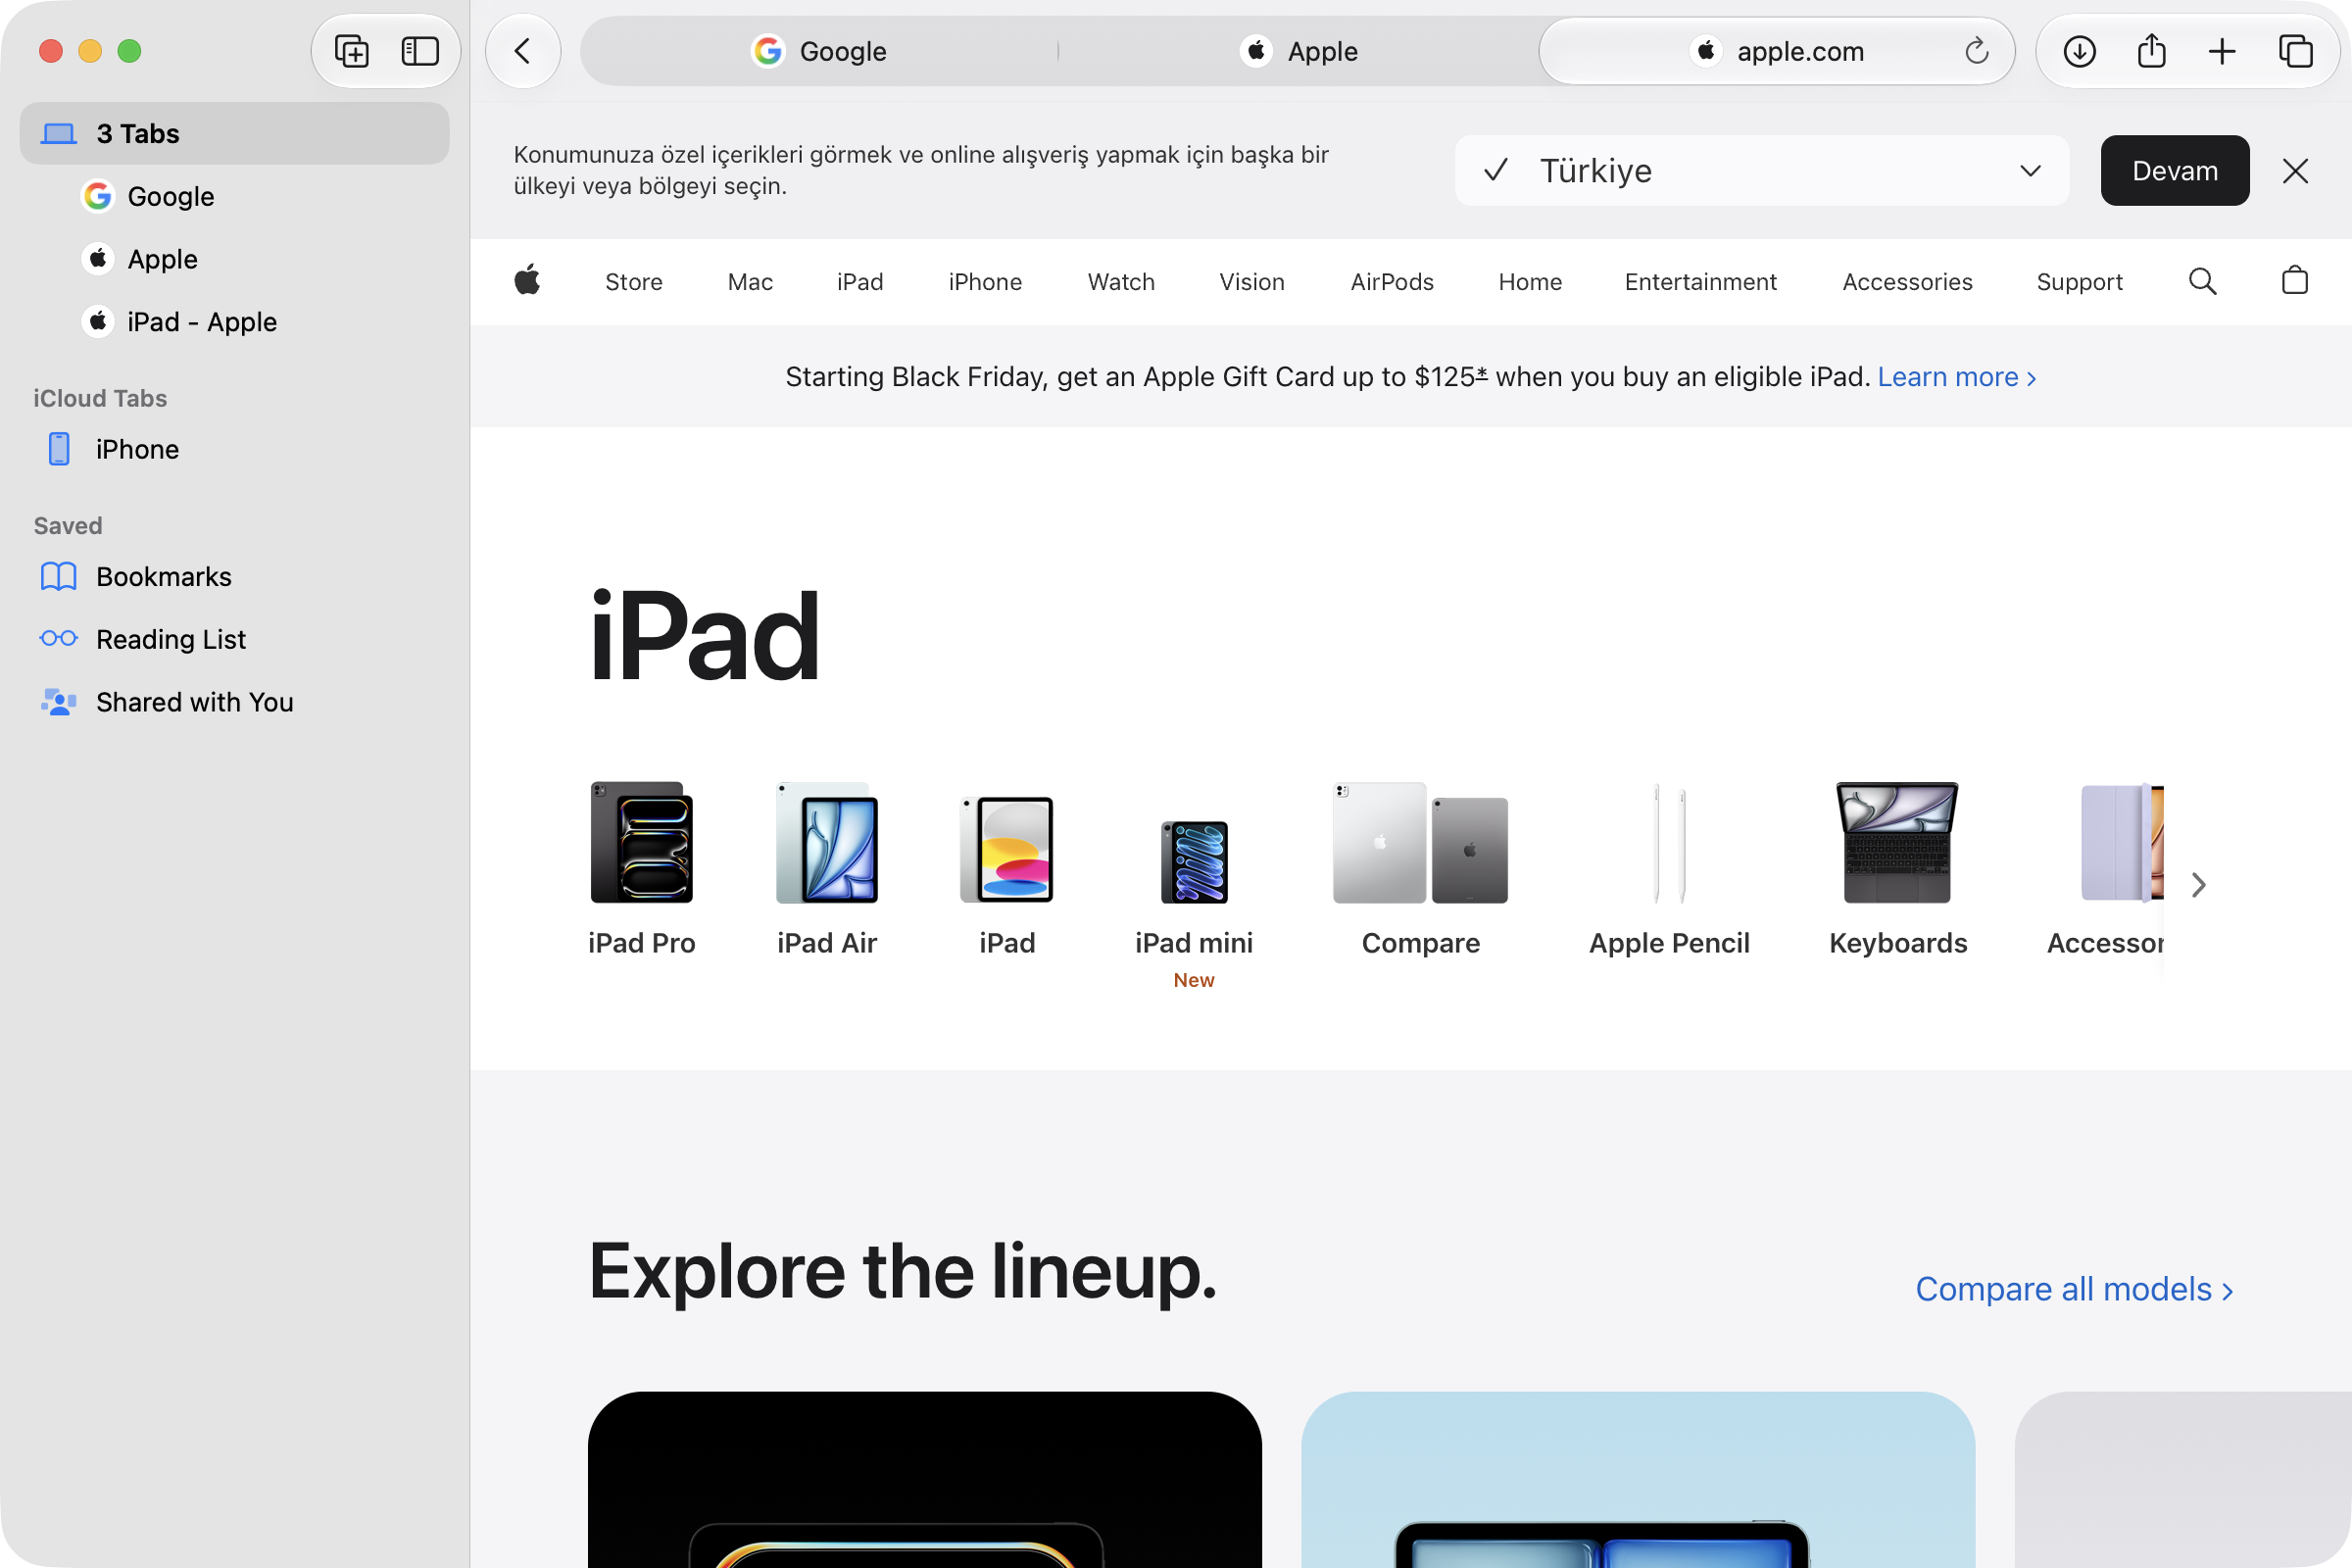 3 Tabs
Google
Apple
iPad - Apple
iCloud Tabs
iPhone
Saved
Bookmarks
Reading List
Shared with You
Google
Apple
apple.com
Konumunuza özel içerikleri görmek ve online alışveriş yapmak için başka bir
ülkeyi veya bölgeyi seçin.
Türkiye
Devam
Store Mac iPad iPhone Watch Vision AirPods Home Entertainment Accessories Support
Starting Black Friday, get an Apple Gift Card up to $125* when you buy an eligible iPad. Learn more >
iPad
iPad Pro
iPad Air
iPad
iPad mini
New
Compare
Apple Pencil
Keyboards
Accessor
Explore the lineup.
Compare all models >